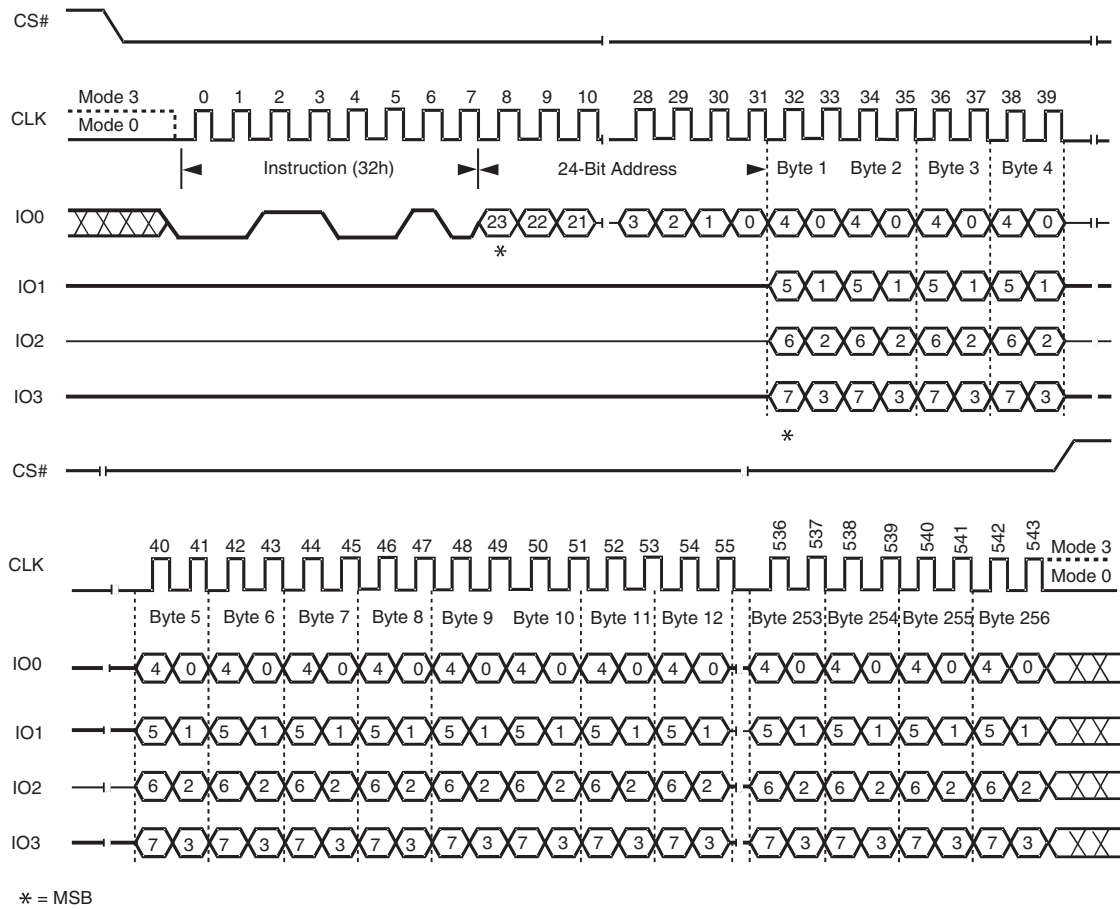 CS#
Mode 3
0 1 2 3 4 5 6 7 8 9 10 28 29 30 31 32 33 34 35 36 37 38 39
CLK
Mode 0
Instruction (32h) 24-Bit Address Byte 1 Byte 2 Byte 3 Byte 4
IO0 23 22 21 3 2 1 0 4 0 4 0 4 0 4 0
*
IO1 5 1 5 1 5 1 5 1
IO2 6 2 6 2 6 2 6 2
IO3 7 3 7 3 7 3 7 3
*
CS#
40 41 42 43 44 45 46 47 48 49 50 51 52 53 54 55 536 537 538 539 540 541 542 543 Mode 3
CLK
Mode 0
Byte 5 Byte 6 Byte 7 Byte 8 Byte 9 Byte 10 Byte 11 Byte 12 Byte 253 Byte 254 Byte 255 Byte 256
IO0 4 0 4 0 4 0 4 0 4 0 4 0 4 0 4 0 4 0 4 0 4 0 4 0
IO1 5 1 5 1 5 1 5 1 5 1 5 1 5 1 5 1 5 1 5 1 5 1 5 1
IO2 6 2 6 2 6 2 6 2 6 2 6 2 6 2 6 2 6 2 6 2 6 2 6 2
IO3 7 3 7 3 7 3 7 3 7 3 7 3 7 3 7 3 7 3 7 3 7 3 7 3
* = MSB